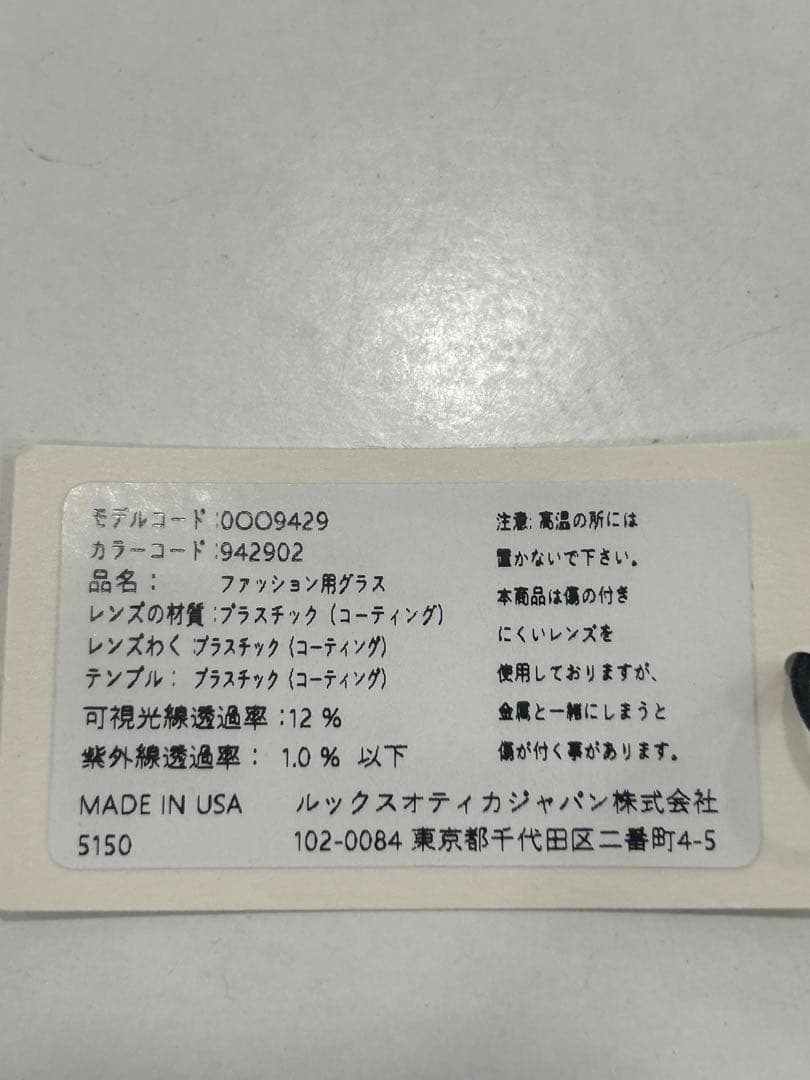 モデルコード:0OO9429
カラーコード:942902
品名： ファッション用グラス
レンズの材質:プラスチック (コーティング)
レンズわく:プラスチック (コーティング)
テンプル： プラスチック (コーティング)
可視光線透過率:12 %
紫外線透過率： 1.0 % 以下
注意:高温の所には
置かないで下さい。
本商品は傷の付き
にくいレンズを
使用しておりますが、
金属と一緒にしまうと
傷が付く事があります。
MADE IN USA ルックスオティカジャパン株式会社
5150 102-0084 東京都千代田区二番町4-5